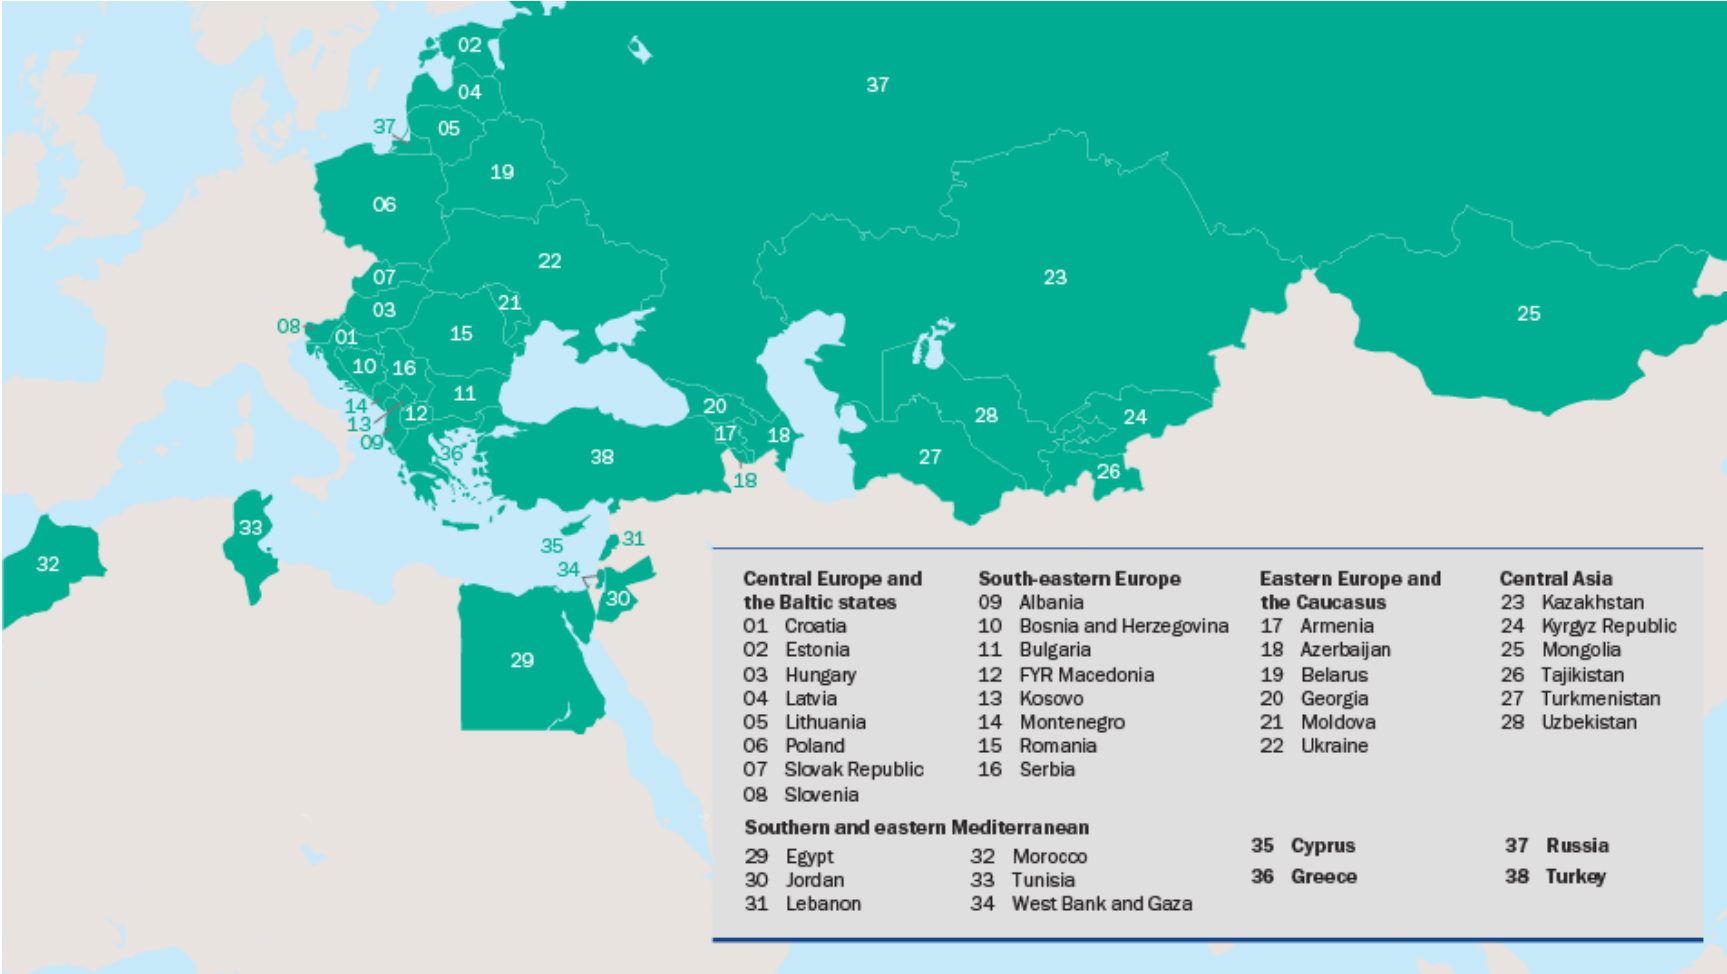 02
37
04
37
05
19
06
22
07
23
03
21
25
08
01
15
10
16
11
14
12
20
28
24
13
17
18
09
36
38
27
26
18
33
35
31
32
34
30
29
Central Europe and
the Baltic states
01 Croatia
02 Estonia
03 Hungary
04 Latvia
05 Lithuania
06 Poland
07 Slovak Republic
08 Slovenia
South-eastern Europe
09 Albania
10 Bosnia and Herzegovina
11 Bulgaria
12 FYR Macedonia
13 Kosovo
14 Montenegro
15 Romania
16 Serbia
Eastern Europe and
the Caucasus
17 Armenia
18 Azerbaijan
19 Belarus
20 Georgia
21 Moldova
22 Ukraine
Central Asia
23 Kazakhstan
24 Kyrgyz Republic
25 Mongolia
26 Tajikistan
27 Turkmenistan
28 Uzbekistan
Southern and eastern Mediterranean
29 Egypt
30 Jordan
31 Lebanon
32 Morocco
33 Tunisia
34 West Bank and Gaza
35 Cyprus
36 Greece
37 Russia
38 Turkey